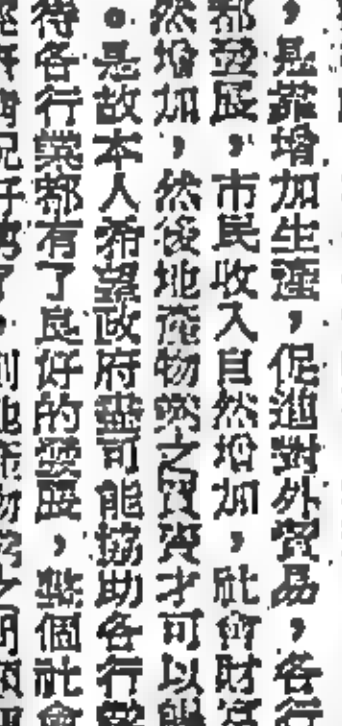 ，是靠增加生產，促進對外貿易，各行
都發展，市民收入自然增加，社會財富
然增加，然後地產物業之買賣才可以
。是故本人希望政府盡可能協助各行業
待各行業都有了良好的發展，整個社會